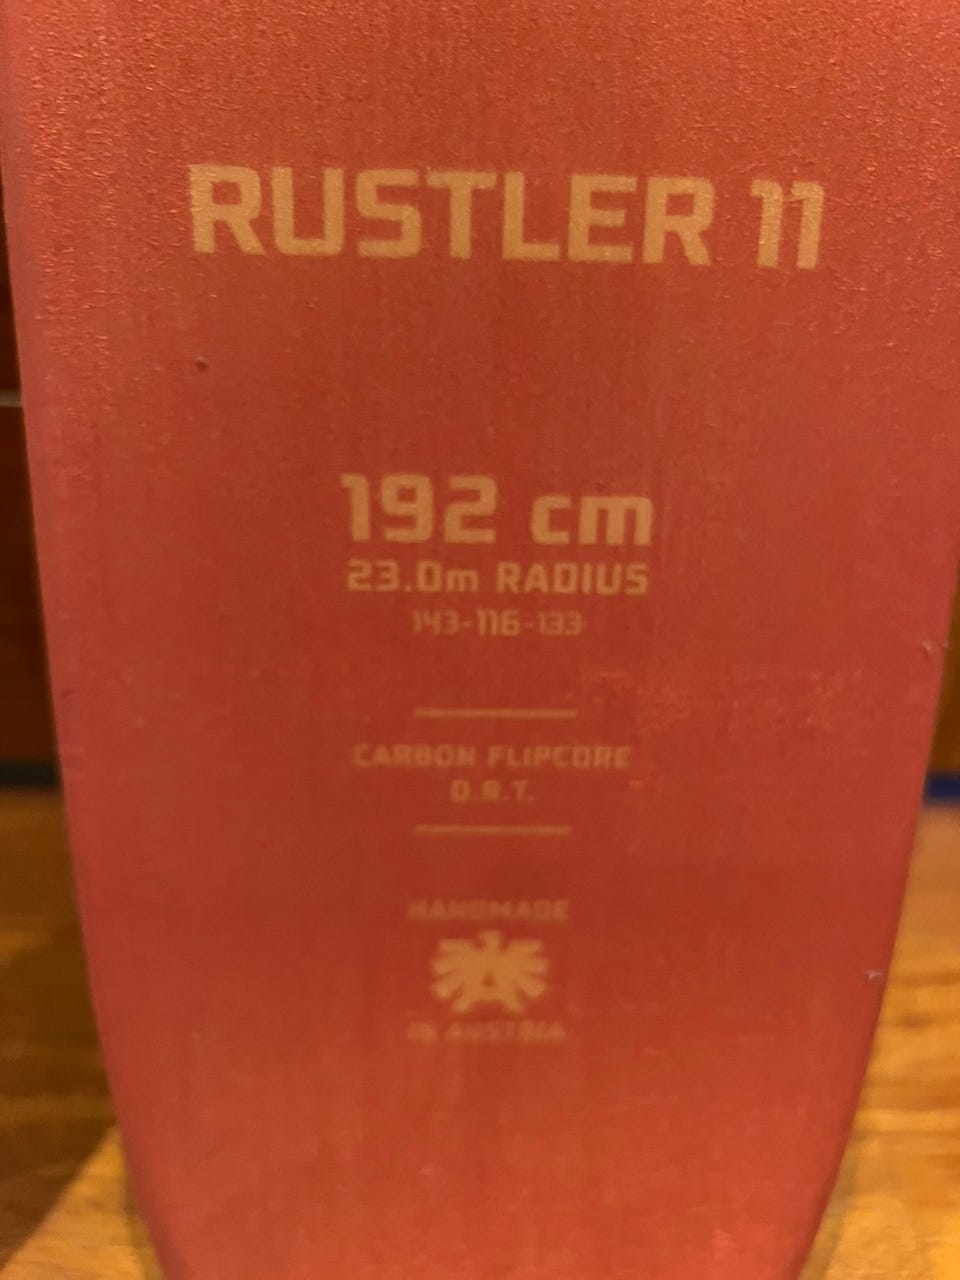 RUSTLER 11
192 cm
23.0m RADIUS
143-116-133
CARBON FLIPCORE
D.R.T.
HANDMADE
IN AUSTRIA